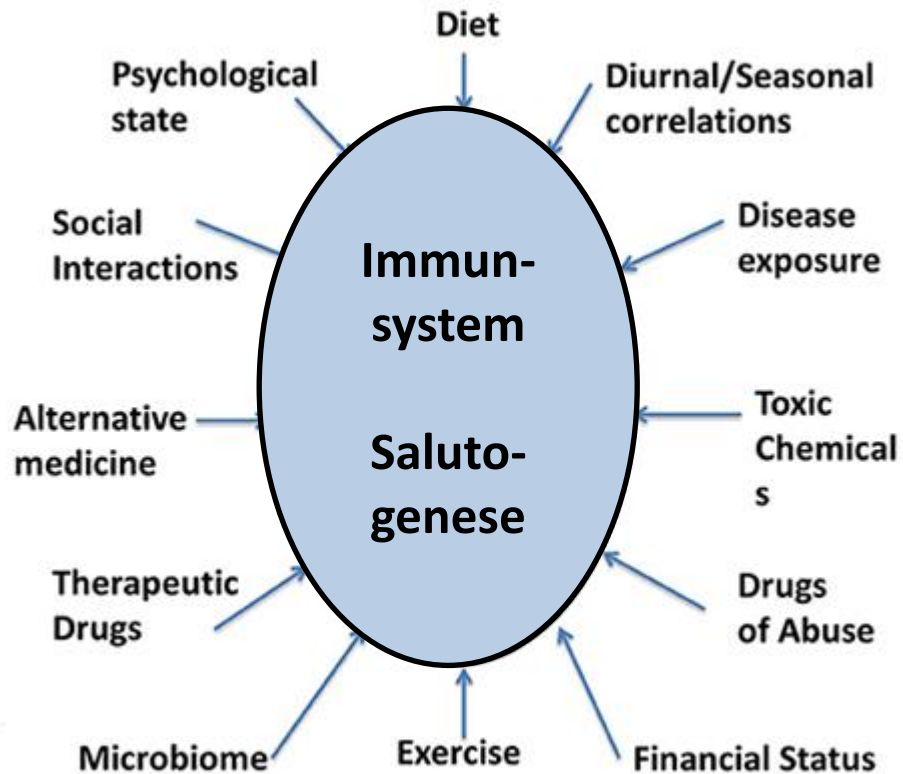 Diet
Psychological
state
Diurnal/Seasonal
correlations
Social
Interactions
Disease
exposure
Immun-
system
Saluto-
genese
Alternative
medicine
Toxic
Chemical
s
Therapeutic
Drugs
Drugs
of Abuse
Microbiome
Exercise
Financial Status